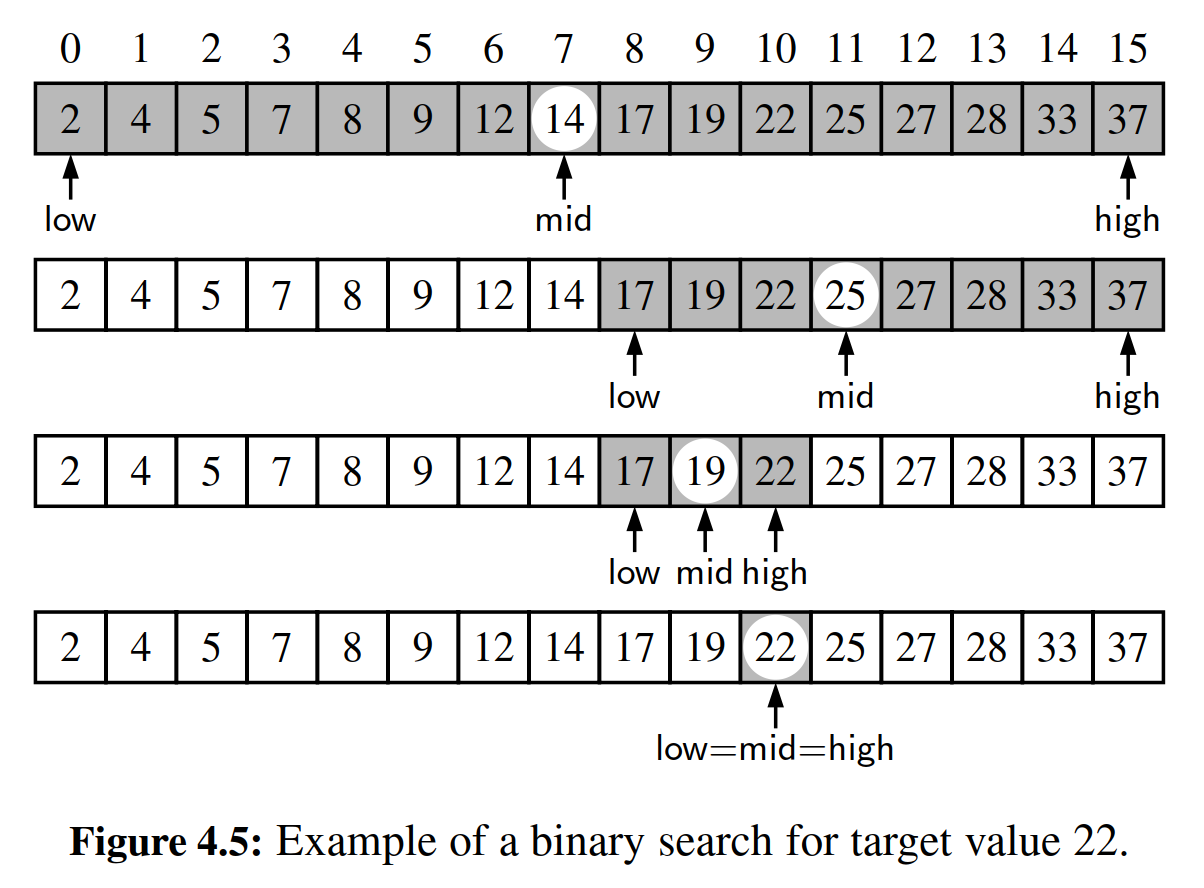 0 1 2 3 4 5 6 7 8 9 10 11 12 13 14 15
2 4 5 7 8 9 12 14 17 19 22 25 27 28 33 37
low mid high
2 4 5 7 8 9 12 14 17 19 22 25 27 28 33 37
low mid high
2 4 5 7 8 9 12 14 17 19 22 25 27 28 33 37
low mid high
2 4 5 7 8 9 12 14 17 19 22 25 27 28 33 37
low=mid=high
Figure 4.5: Example of a binary search for target value 22.